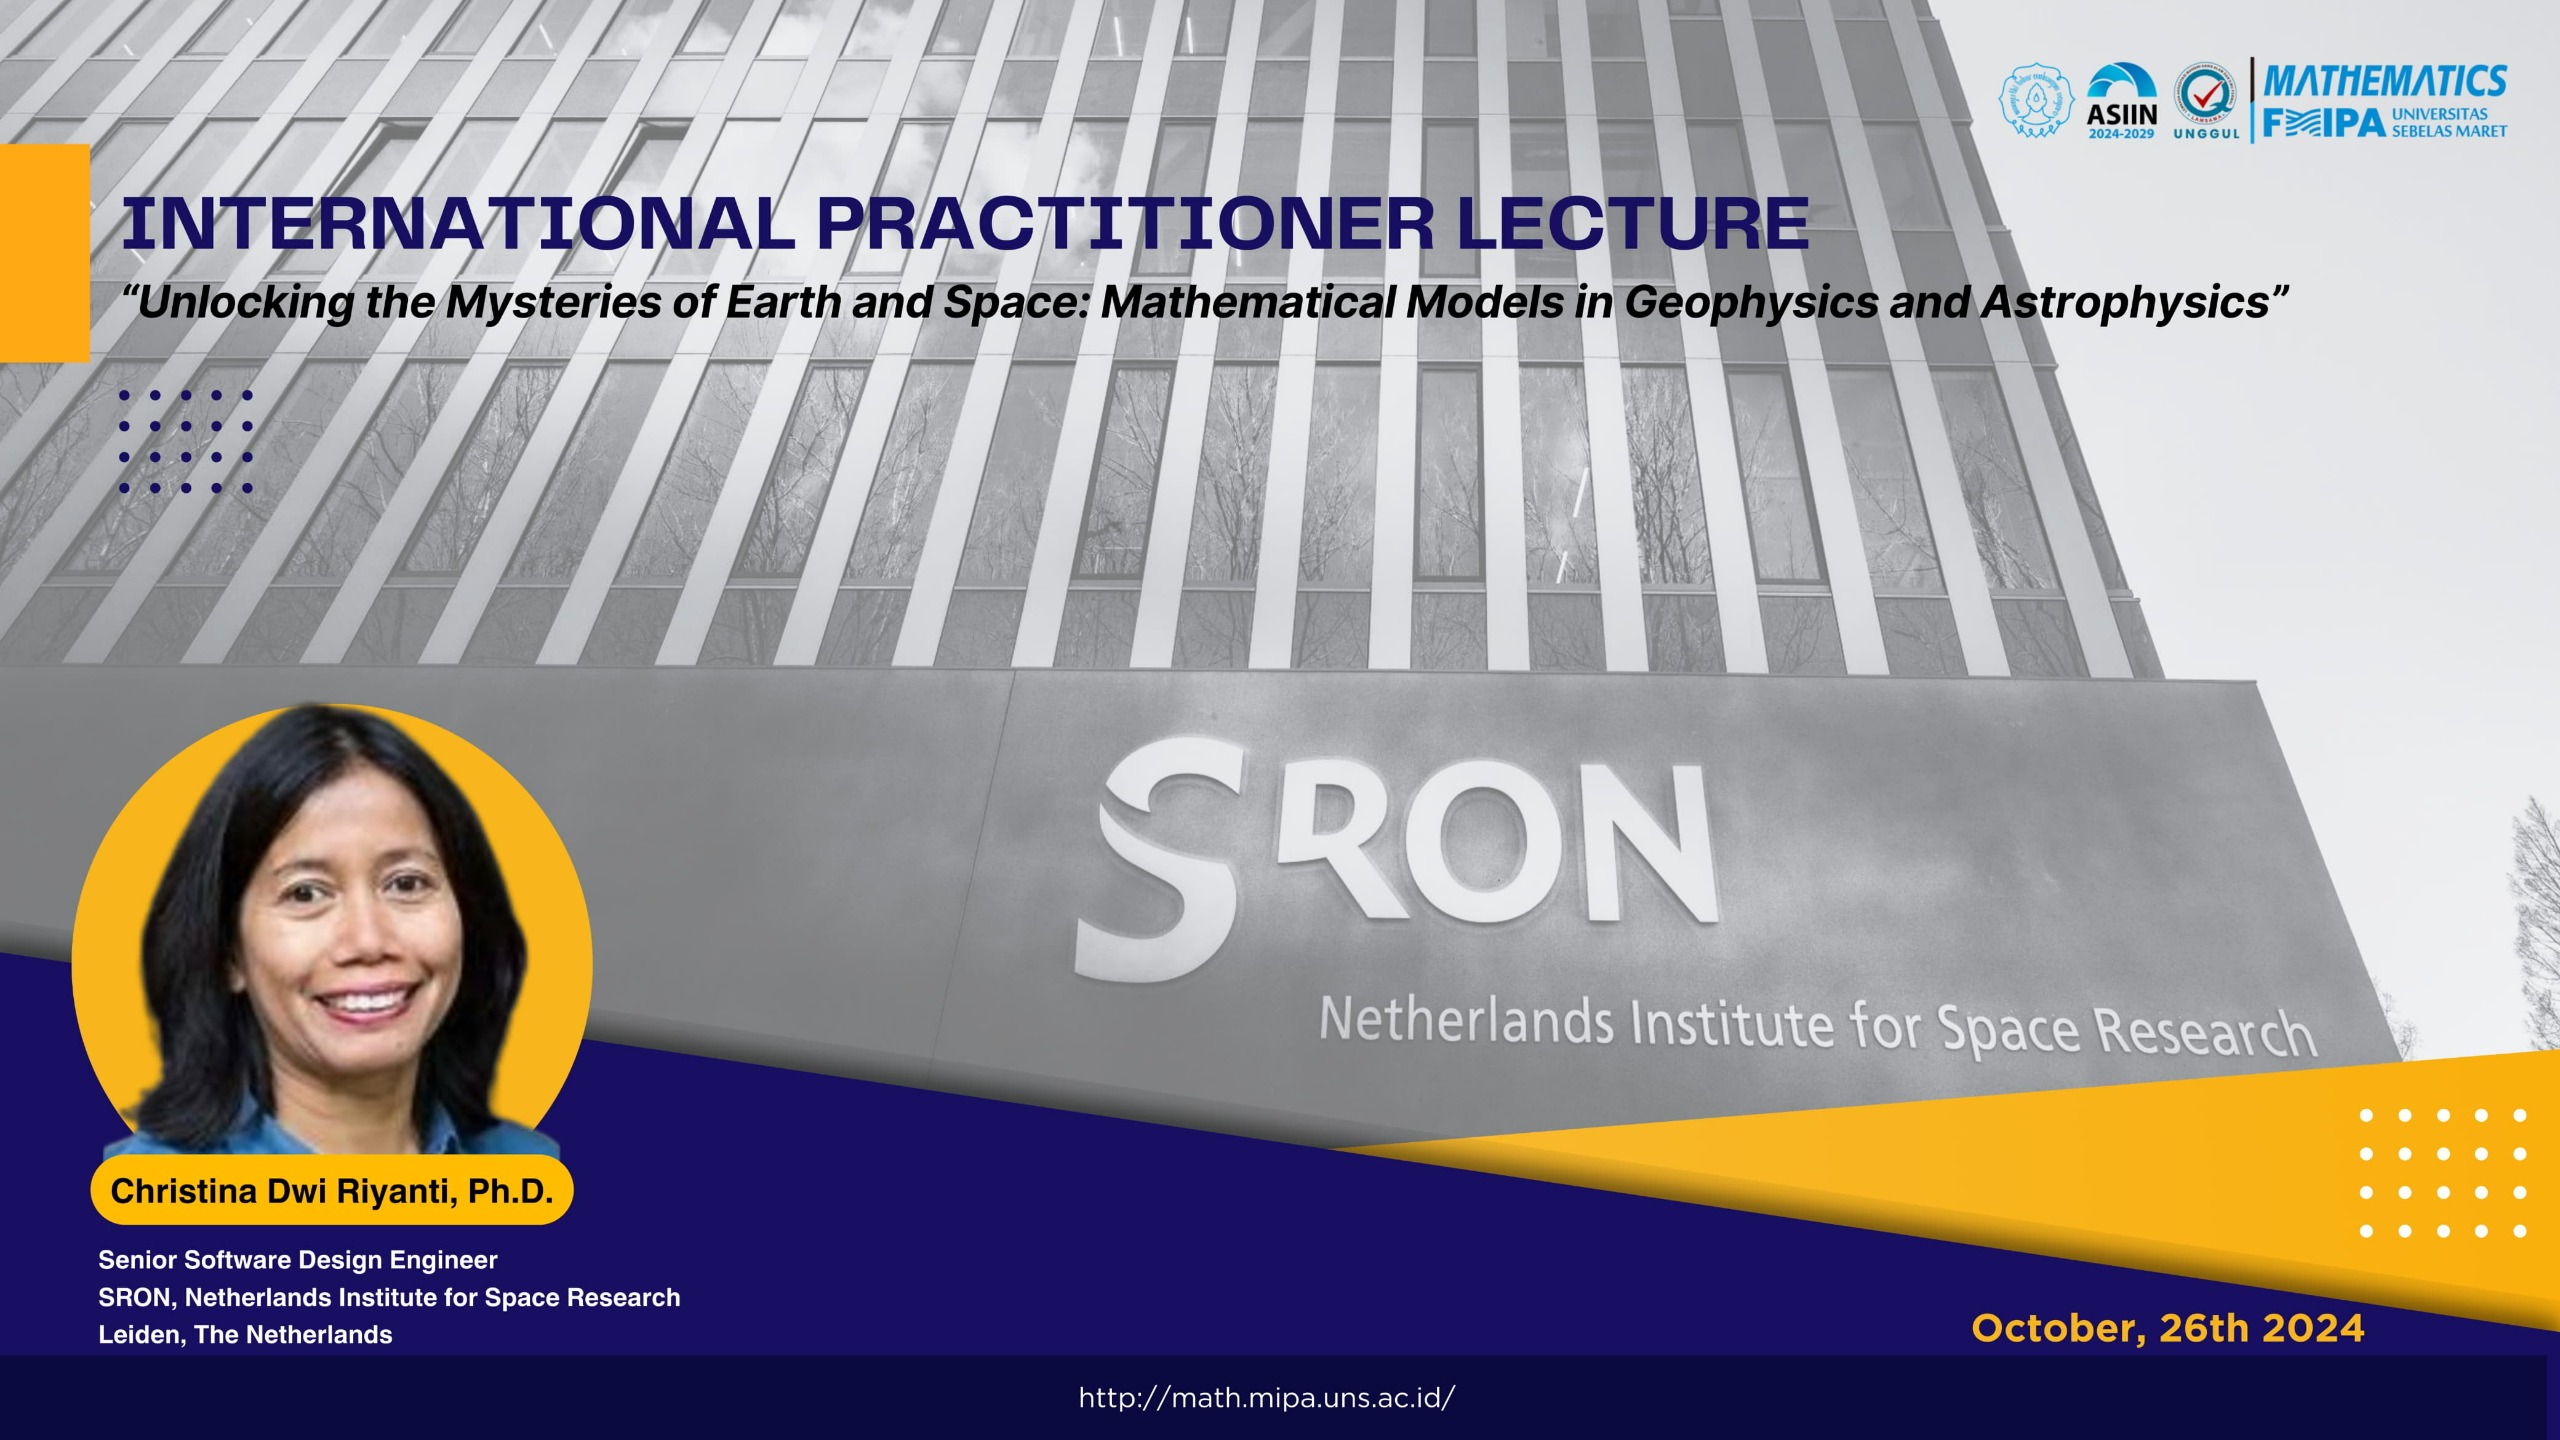 ASIIN
2024-2029
UNGGUL
MATHEMATICS
FMIPA UNIVERSITAS
SEBELAS MARET
INTERNATIONAL PRACTITIONER LECTURE
“Unlocking the Mysteries of Earth and Space: Mathematical Models in Geophysics and Astrophysics”
SRON
Netherlands Institute for Space Research
Christina Dwi Riyanti, Ph.D.
Senior Software Design Engineer
SRON, Netherlands Institute for Space Research
Leiden, The Netherlands
October, 26th 2024
http://math.mipa.uns.ac.id/